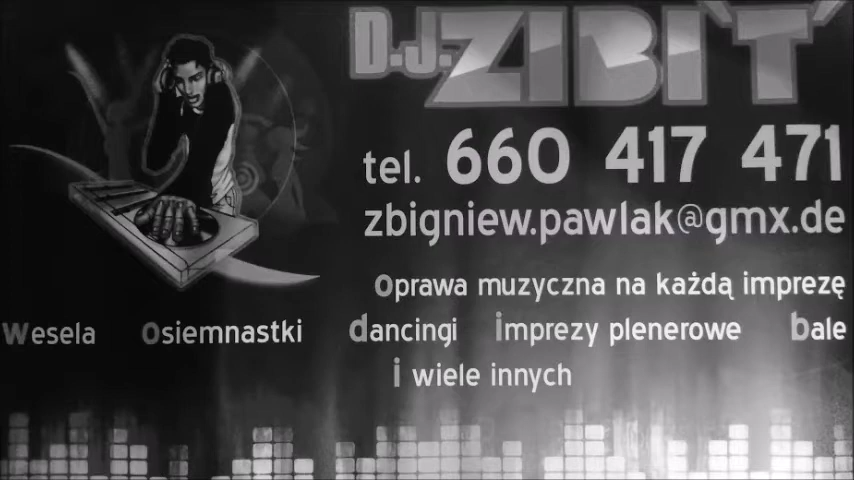 D.J. ZIBI 'T'
tel. 660 417 471
zbigniew.pawlak@gmx.de
oprawa muzyczna na każdą imprezę
wesela osiemnastki dancingi imprezy plenerowe bale
i wiele innych